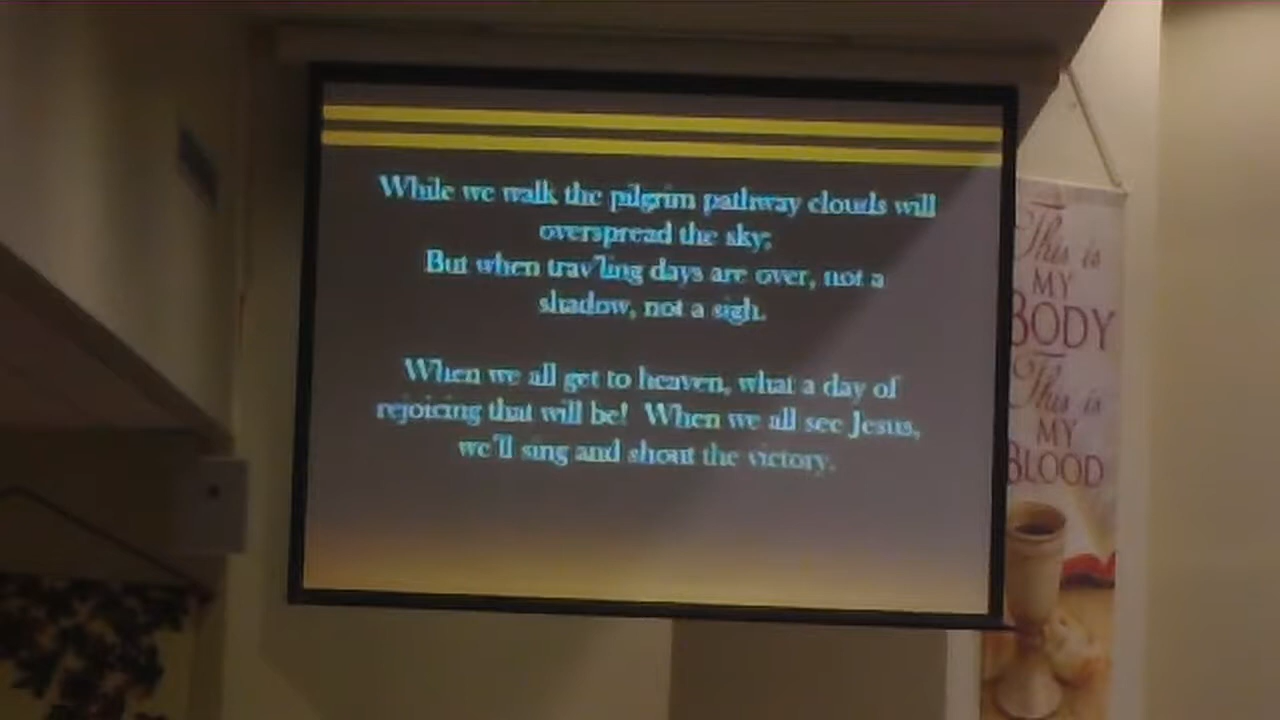 While we walk the pilgrim pathway clouds will
overspread the sky;
But when trav'ling days are over, not a
shadow, not a sigh.
When we all get to heaven, what a day of
rejoicing that will be! When we all see Jesus,
we'll sing and shout the victory.
This is
MY
BODY
This is
MY
BLOOD